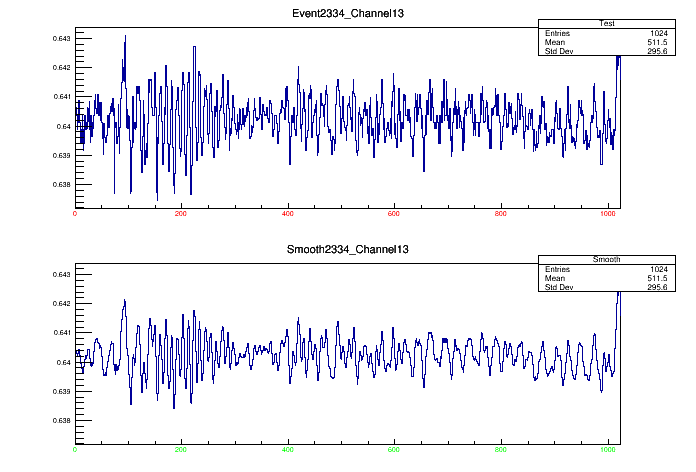 Event2334_Channel13
Test
Entries 1024
Mean 511.5
Std Dev 295.6
0.643
0.642
0.641
0.64
0.639
0.638
0 200 400 600 800 1000
Smooth2334_Channel13
Smooth
Entries 1024
Mean 511.5
Std Dev 295.6
0.643
0.642
0.641
0.64
0.639
0.638
0 200 400 600 800 1000